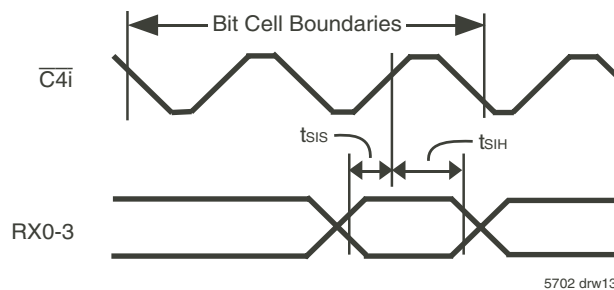 Bit Cell Boundaries
C4i
tSIS
tSIH
RX0-3
5702 drw13